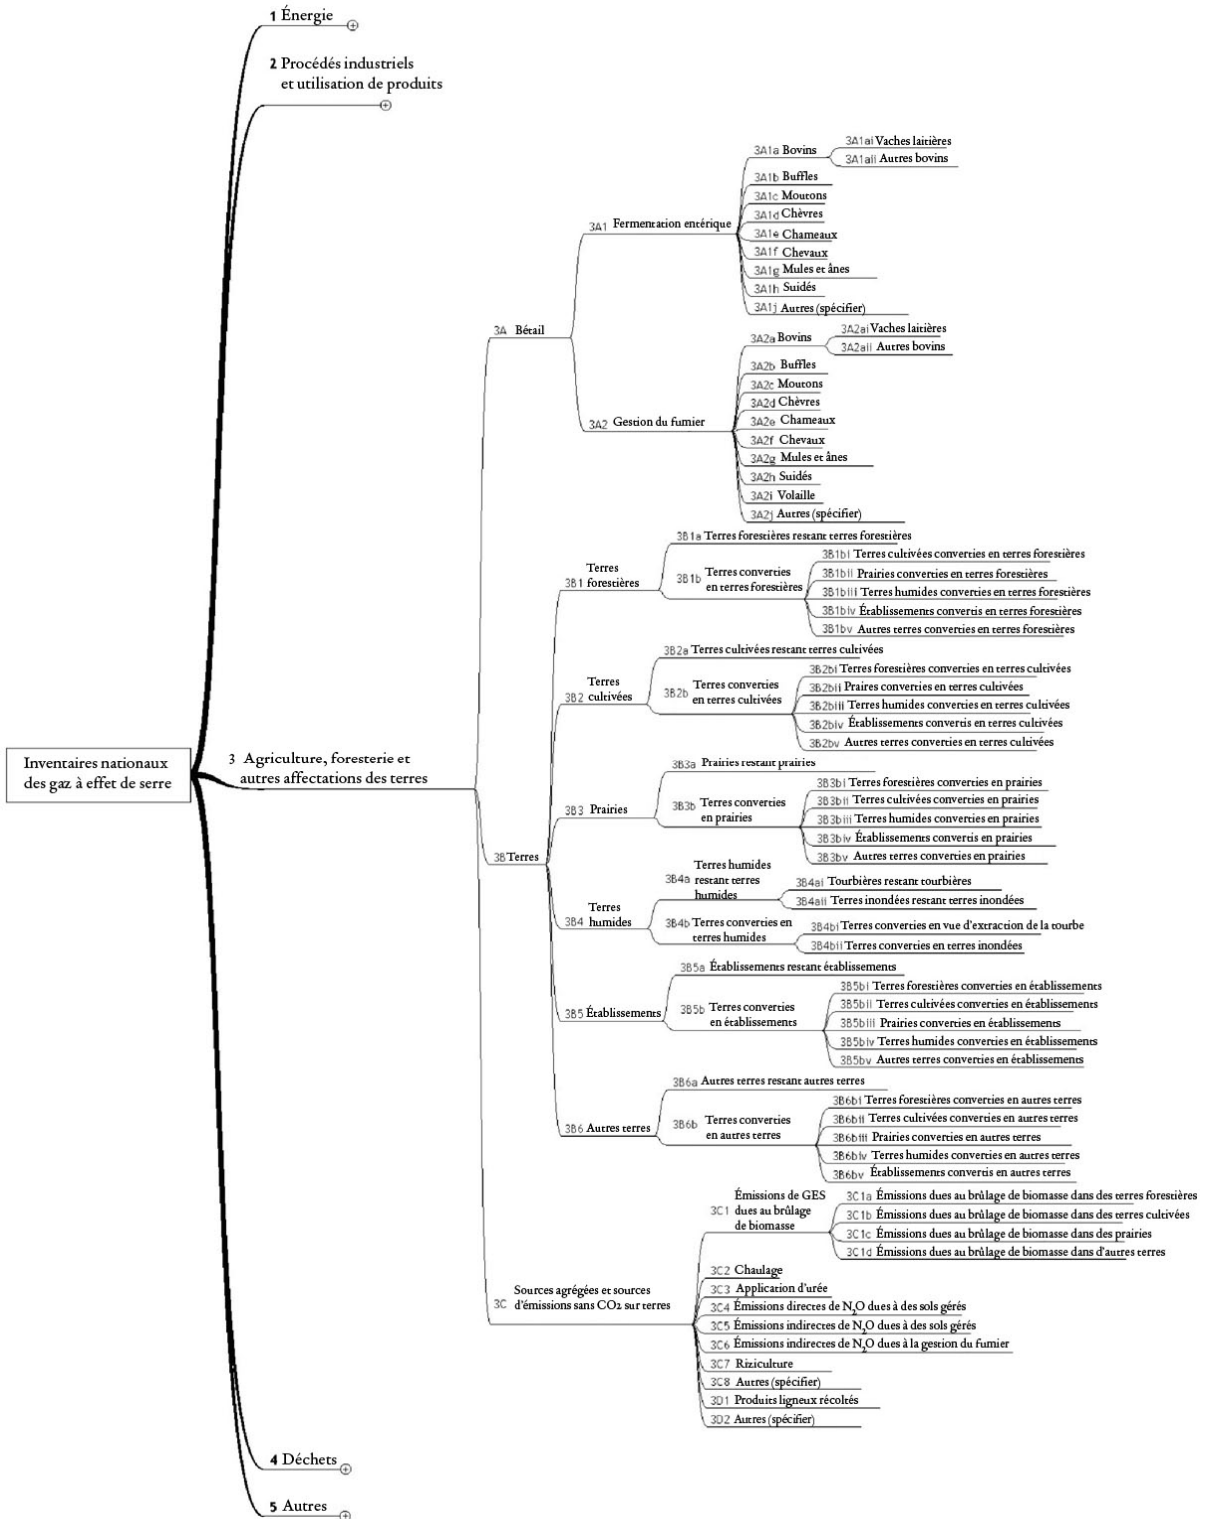 1 Énergie
2 Procédés industriels
et utilisation de produits
3A1ai Vaches laitières
3A1a Bovins
3A1aii Autres bovins
3A1b Buffles
3A1c Moutons
3A1d Chèvres
3A1 Fermentation entérique
3A1e Chameaux
3A1f Chevaux
3A1g Mules et ânes
3A1h Suidés
3A1j Autres (spécifier)
3A Bétail
3A2ai Vaches laitières
3A2a Bovins
3A2aii Autres bovins
3A2b Buffles
3A2c Moutons
3A2d Chèvres
3A2 Gestion du fumier
3A2e Chameaux
3A2f Chevaux
3A2g Mules et ânes
3A2h Suidés
3A2i Volaille
3A2j Autres (spécifier)
3B1a Terres forestières restant terres forestières
3B1 Terres
forestières
3B1b Terres converties
en terres forestières
3B1bi Terres cultivées converties en terres forestières
3B1bii Prairies converties en terres forestières
3B1biii Terres humides converties en terres forestières
3B1biv Établissements convertis en terres forestières
3B1bv Autres terres converties en terres forestières
3B2a Terres cultivées restant terres cultivées
3B2 Terres
cultivées
3B2b Terres converties
en terres cultivées
3B2bi Terres forestières converties en terres cultivées
3B2bii Praires converties en terres cultivées
3B2biii Terres humides converties en terres cultivées
3B2biv Établissements convertis en terres cultivées
3B2bv Autres terres converties en terres cultivées
Inventaires nationaux
des gaz à effet de serre
3 Agriculture, foresterie et
autres affectations des terres
3B3a Prairies restant prairies
3B3 Prairies
3B3b Terres converties
en prairies
3B3bi Terres forestières converties en prairies
3B3bii Terres cultivées converties en prairies
3B3biii Terres humides converties en prairies
3B3biv Établissements convertis en prairies
3B3bv Autres terres converties en prairies
3B Terres
3B4a Terres humides
restant terres
humides
3B4ai Tourbières restant tourbières
3B4aii Terres inondées restant terres inondées
3B4 Terres
humides
3B4b Terres converties en
terres humides
3B4bi Terres converties en vue d'extraction de la tourbe
3B4bii Terres converties en terres inondées
3B5a Établissements restant établissements
3B5 Établissements
3B5b Terres converties
en établissements
3B5bi Terres forestières converties en établissements
3B5bii Terres cultivées converties en établissements
3B5biii Prairies converties en établissements
3B5biv Terres humides converties en établissements
3B5bv Autres terres converties en établissements
3B6a Autres terres restant autres terres
3B6 Autres terres
3B6b Terres converties
en autres terres
3B6bi Terres forestières converties en autres terres
3B6bii Terres cultivées converties en autres terres
3B6biii Prairies converties en autres terres
3B6biv Terres humides converties en autres terres
3B6bv Établissements convertis en autres terres
3C1 Émissions de GES
dues au brûlage
de biomasse
3C1a Émissions dues au brûlage de biomasse dans des terres forestières
3C1b Émissions dues au brûlage de biomasse dans des terres cultivées
3C1c Émissions dues au brûlage de biomasse dans des prairies
3C1d Émissions dues au brûlage de biomasse dans d'autres terres
3C Sources agrégées et sources
d'émissions sans CO2 sur terres
3C2 Chaulage
3C3 Application d'urée
3C4 Émissions directes de N2O dues à des sols gérés
3C5 Émissions indirectes de N2O dues à des sols gérés
3C6 Émissions indirectes de N2O dues à la gestion du fumier
3C7 Riziculture
3C8 Autres (spécifier)
3D1 Produits ligneux récoltés
3D2 Autres (spécifier)
4 Déchets
5 Autres